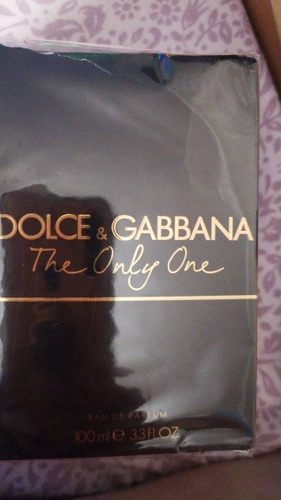 DOLCE & GABBANA
The Only One
EAU DE PARFUM
100 ml ℮ 3.3 FL OZ